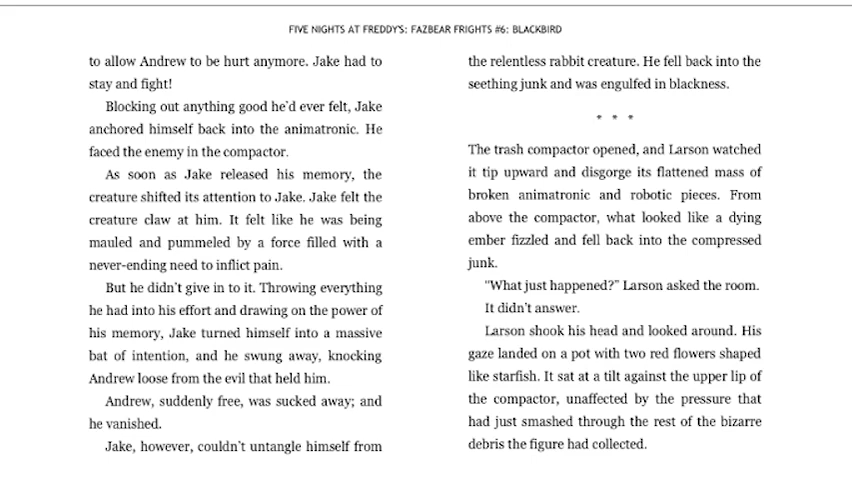 FIVE NIGHTS AT FREDDY'S: FAZBEAR FRIGHTS #6: BLACKBIRD
to allow Andrew to be hurt anymore. Jake had to
stay and fight!
Blocking out anything good he'd ever felt, Jake
anchored himself back into the animatronic. He
faced the enemy in the compactor.
As soon as Jake released his memory, the
creature shifted its attention to Jake. Jake felt the
creature claw at him. It felt like he was being
mauled and pummeled by a force filled with a
never-ending need to inflict pain.
But he didn't give in to it. Throwing everything
he had into his effort and drawing on the power of
his memory, Jake turned himself into a massive
bat of intention, and he swung away, knocking
Andrew loose from the evil that held him.
Andrew, suddenly free, was sucked away; and
he vanished.
Jake, however, couldn't untangle himself from
the relentless rabbit creature. He fell back into the
seething junk and was engulfed in blackness.
* * *
The trash compactor opened, and Larson watched
it tip upward and disgorge its flattened mass of
broken animatronic and robotic pieces. From
above the compactor, what looked like a dying
ember fizzled and fell back into the compressed
junk.
"What just happened?" Larson asked the room.
It didn't answer.
Larson shook his head and looked around. His
gaze landed on a pot with two red flowers shaped
like starfish. It sat at a tilt against the upper lip of
the compactor, unaffected by the pressure that
had just smashed through the rest of the bizarre
debris the figure had collected.